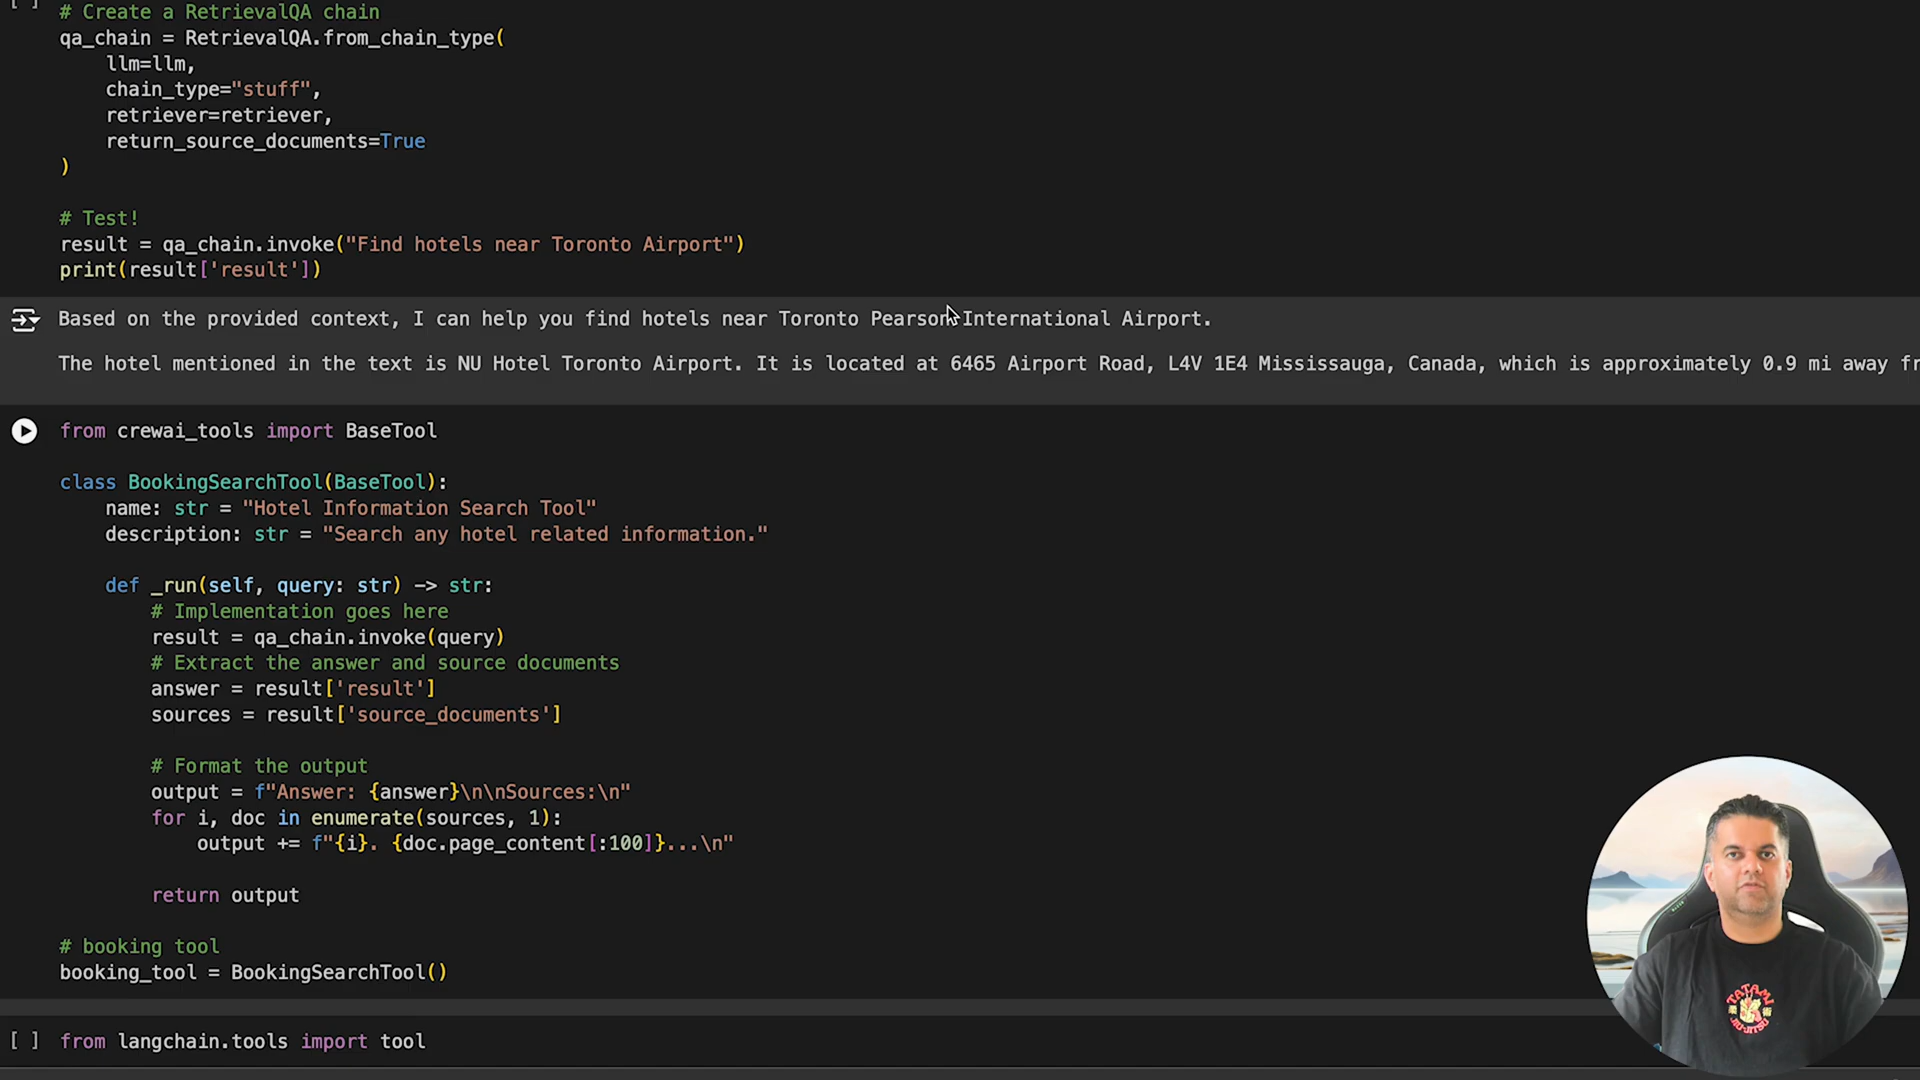 [ ]
# Create a RetrievalQA chain
qa_chain = RetrievalQA.from_chain_type(
    llm=llm,
    chain_type="stuff",
    retriever=retriever,
    return_source_documents=True
)
# Test!
result = qa_chain.invoke("Find hotels near Toronto Airport")
print(result['result'])
Based on the provided context, I can help you find hotels near Toronto Pearson International Airport.
The hotel mentioned in the text is NU Hotel Toronto Airport. It is located at 6465 Airport Road, L4V 1E4 Mississauga, Canada, which is approximately 0.9 mi away fr
from crewai_tools import BaseTool
class BookingSearchTool(BaseTool):
    name: str = "Hotel Information Search Tool"
    description: str = "Search any hotel related information."
    def _run(self, query: str) -> str:
        # Implementation goes here
        result = qa_chain.invoke(query)
        # Extract the answer and source documents
        answer = result['result']
        sources = result['source_documents']
        # Format the output
        output = f"Answer: {answer}\n\nSources:\n"
        for i, doc in enumerate(sources, 1):
            output += f"{i}. {doc.page_content[:100]}...\n"
        return output
# booking tool
booking_tool = BookingSearchTool()
[ ] from langchain.tools import tool
TATAMI
JIU-JITSU